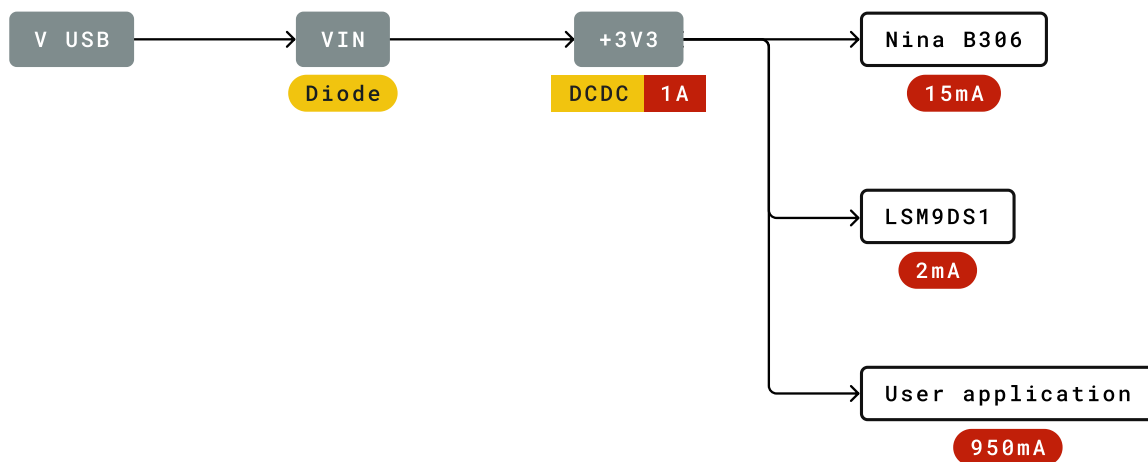 V USB
VIN
+3V3
Nina B306
Diode
DCDC
1A
15mA
LSM9DS1
2mA
User application
950mA